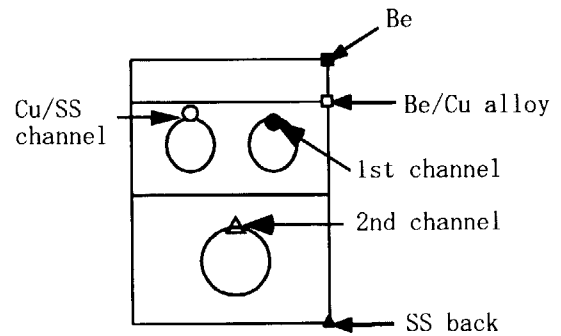 Be
Cu/SS
channel
Be/Cu alloy
1st channel
2nd channel
SS back